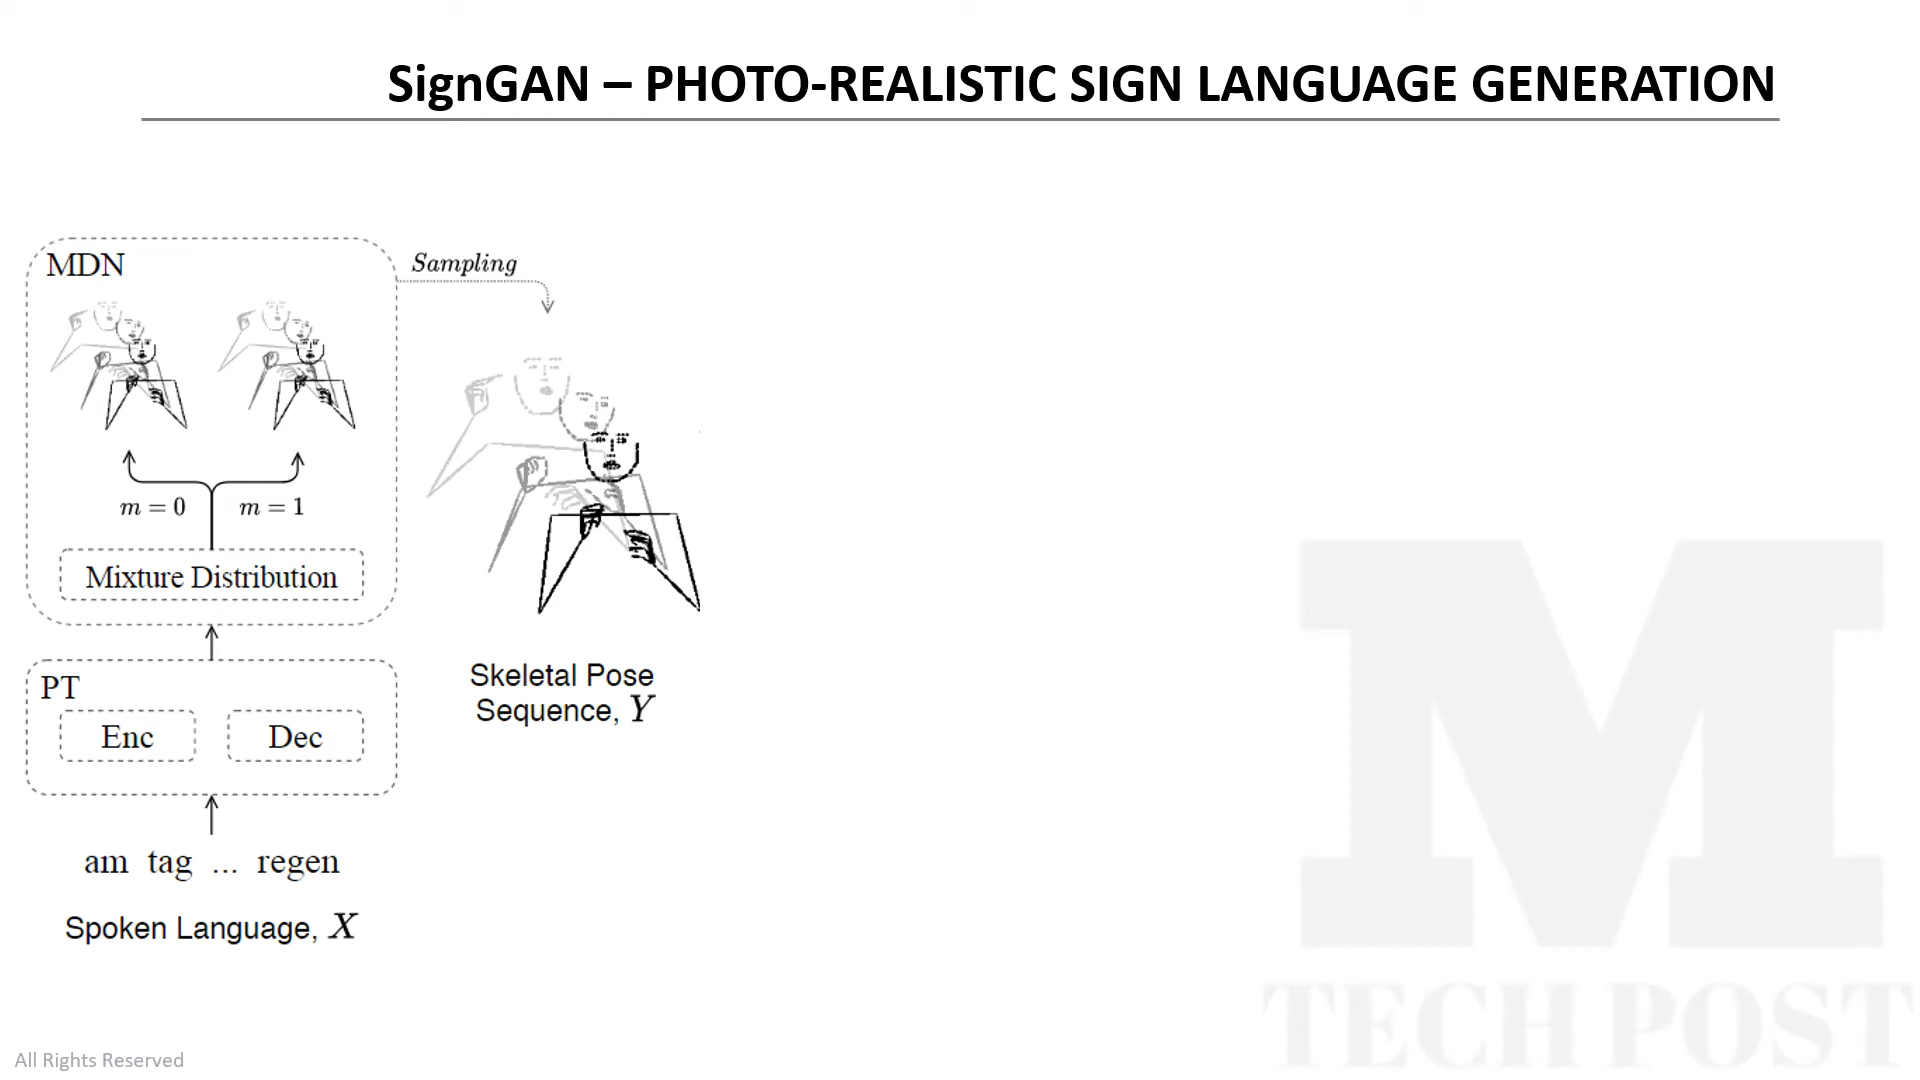 SignGAN – PHOTO-REALISTIC SIGN LANGUAGE GENERATION
MDN
Sampling
m = 0
m = 1
Mixture Distribution
Skeletal Pose
Sequence, Y
PT
Enc
Dec
am tag ... regen
Spoken Language, X
M
TECH POST
All Rights Reserved